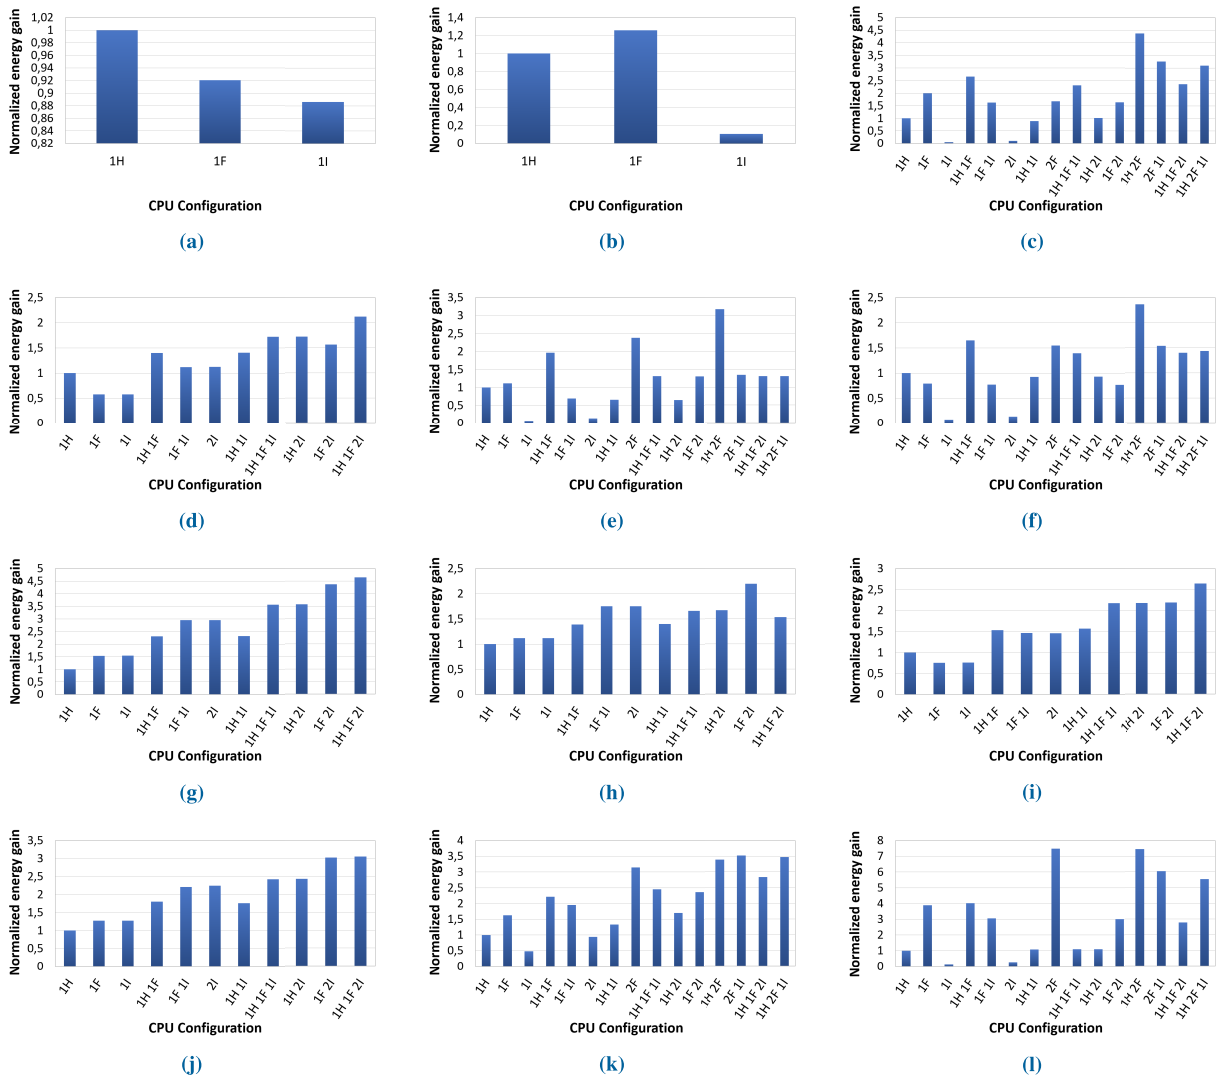 Normalized energy gain
1,02
1
0,98
0,96
0,94
0,92
0,9
0,88
0,86
0,84
0,82
1H 1F 1I
CPU Configuration
(a)
Normalized energy gain
1,4
1,2
1
0,8
0,6
0,4
0,2
0
1H 1F 1I
CPU Configuration
(b)
Normalized energy gain
5
4,5
4
3,5
3
2,5
2
1,5
1
0,5
0
1H 1F 1I 1H 1F 1F 1I 2I 1H 1I 2F 1H 1F 1I 1H 2I 1F 2I 1H 2F 2F 1I 1H 1F 2I 1H 2F 1I
CPU Configuration
(c)
Normalized energy gain
2,5
2
1,5
1
0,5
0
1H 1F 1I 1H 1F 1F 1I 2I 1H 1I 1H 1F 1I 1H 2I 1F 2I 1H 1F 2I
CPU Configuration
(d)
Normalized energy gain
3,5
3
2,5
2
1,5
1
0,5
0
1H 1F 1I 1H 1F 1F 1I 2I 1H 1I 2F 1H 1F 1I 1H 2I 1F 2I 1H 2F 2F 1I 1H 1F 2I 1H 2F 1I
CPU Configuration
(e)
Normalized energy gain
2,5
2
1,5
1
0,5
0
1H 1F 1I 1H 1F 1F 1I 2I 1H 1I 2F 1H 1F 1I 1H 2I 1F 2I 1H 2F 2F 1I 1H 1F 2I 1H 2F 1I
CPU Configuration
(f)
Normalized energy gain
5
4,5
4
3,5
3
2,5
2
1,5
1
0,5
0
1H 1F 1I 1H 1F 1F 1I 2I 1H 1I 1H 1F 1I 1H 2I 1F 2I 1H 1F 2I
CPU Configuration
(g)
Normalized energy gain
2,5
2
1,5
1
0,5
0
1H 1F 1I 1H 1F 1F 1I 2I 1H 1I 1H 1F 1I 1H 2I 1F 2I 1H 1F 2I
CPU Configuration
(h)
Normalized energy gain
3
2,5
2
1,5
1
0,5
0
1H 1F 1I 1H 1F 1F 1I 2I 1H 1I 1H 1F 1I 1H 2I 1F 2I 1H 1F 2I
CPU Configuration
(i)
Normalized energy gain
3,5
3
2,5
2
1,5
1
0,5
0
1H 1F 1I 1H 1F 1F 1I 2I 1H 1I 1H 1F 1I 1H 2I 1F 2I 1H 1F 2I
CPU Configuration
(j)
Normalized energy gain
4
3,5
3
2,5
2
1,5
1
0,5
0
1H 1F 1I 1H 1F 1F 1I 2I 1H 1I 2F 1H 1F 1I 1H 2I 1F 2I 1H 2F 2F 1I 1H 1F 2I 1H 2F 1I
CPU Configuration
(k)
Normalized energy gain
8
7
6
5
4
3
2
1
0
1H 1F 1I 1H 1F 1F 1I 2I 1H 1I 2F 1H 1F 1I 1H 2I 1F 2I 1H 2F 2F 1I 1H 1F 2I 1H 2F 1I
CPU Configuration
(l)